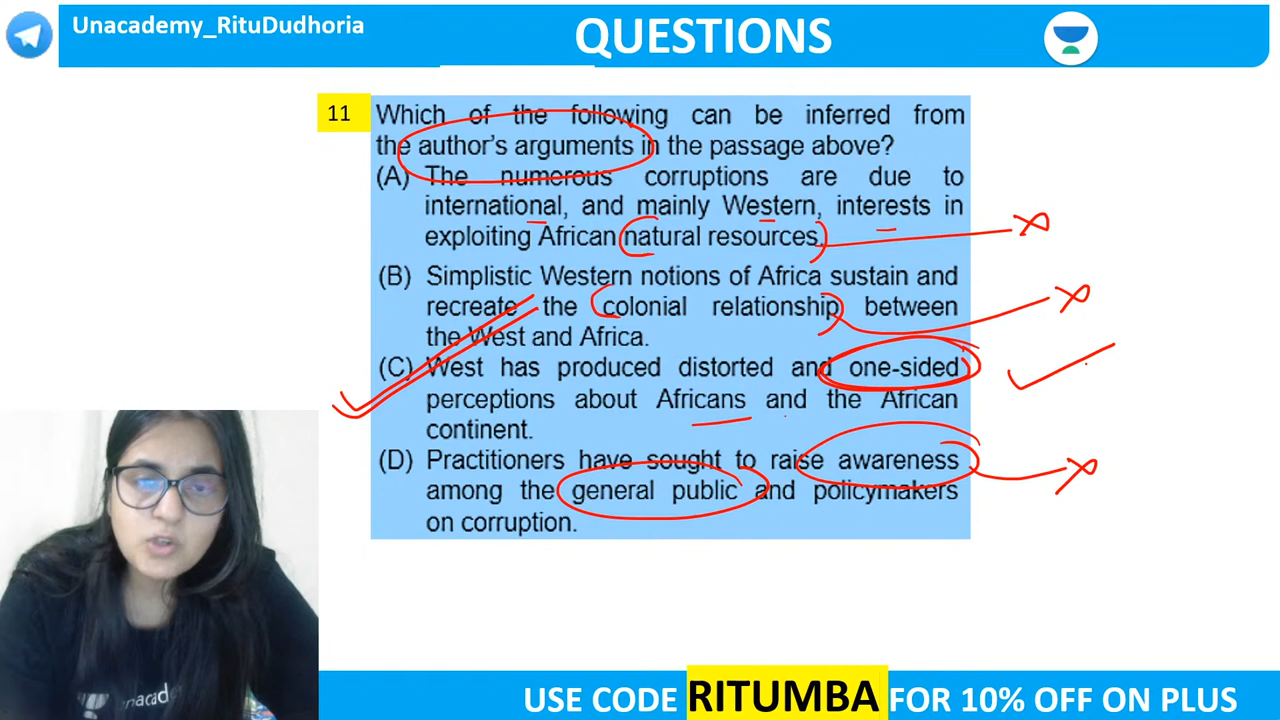 Unacademy_RituDudhoria
QUESTIONS
11
Which of the following can be inferred from
the author's arguments in the passage above?
(A) The numerous corruptions are due to
international, and mainly Western, interests in
exploiting African natural resources.
(B) Simplistic Western notions of Africa sustain and
recreate the colonial relationship between
the West and Africa.
(C) West has produced distorted and one-sided
perceptions about Africans and the African
continent.
(D) Practitioners have sought to raise awareness
among the general public and policymakers
on corruption.
unacademy
USE CODE RITUMBA FOR 10% OFF ON PLUS